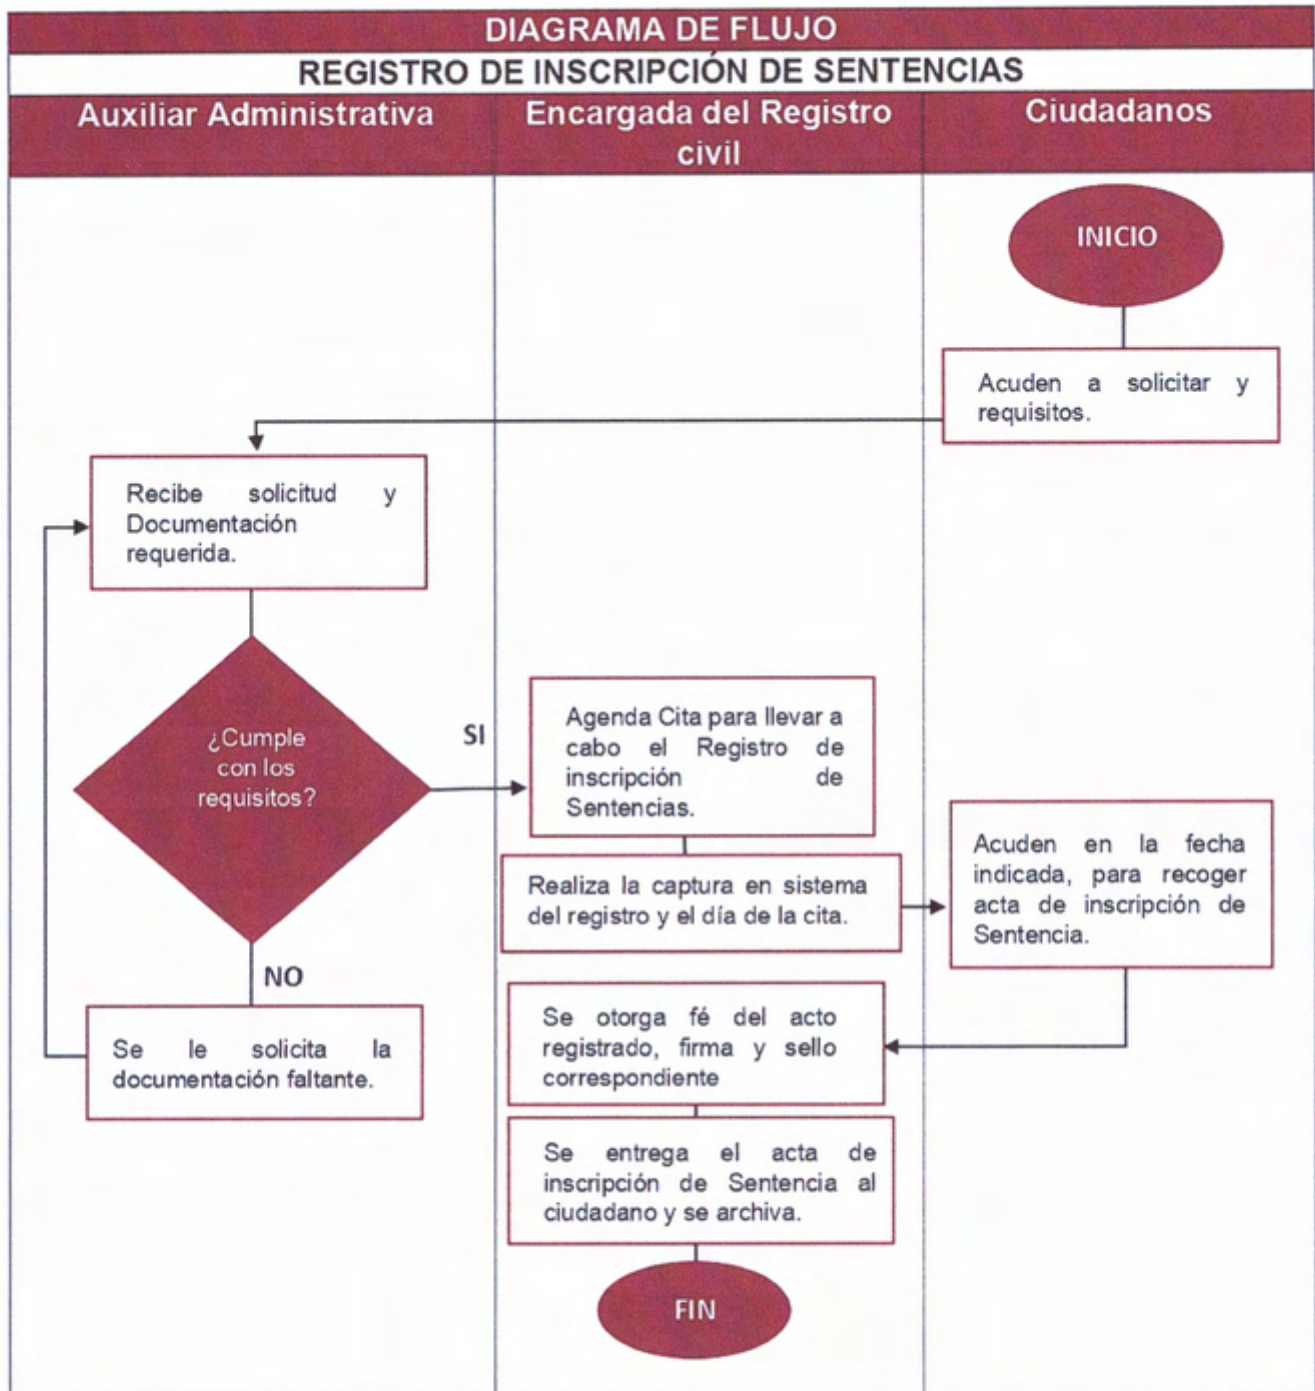 DIAGRAMA DE FLUJO
REGISTRO DE INSCRIPCIÓN DE SENTENCIAS
Auxiliar Administrativa
Encargada del Registro
civil
Ciudadanos
INICIO
Acuden a solicitar y
requisitos.
Recibe solicitud y
Documentación
requerida.
¿Cumple
con los
requisitos?
SI
Agenda Cita para llevar a
cabo el Registro de
inscripción de
Sentencias.
Realiza la captura en sistema
del registro y el día de la cita.
Acuden en la fecha
indicada, para recoger
acta de inscripción de
Sentencia.
NO
Se le solicita la
documentación faltante.
Se otorga fé del acto
registrado, firma y sello
correspondiente
Se entrega el acta de
inscripción de Sentencia al
ciudadano y se archiva.
FIN